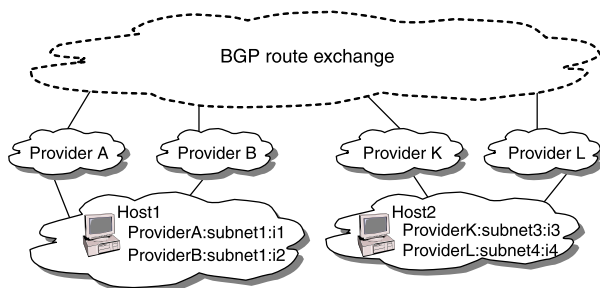 BGP route exchange
Provider A
Provider B
Provider K
Provider L
Host1
ProviderA:subnet1:i1
ProviderB:subnet1:i2
Host2
ProviderK:subnet3:i3
ProviderL:subnet4:i4